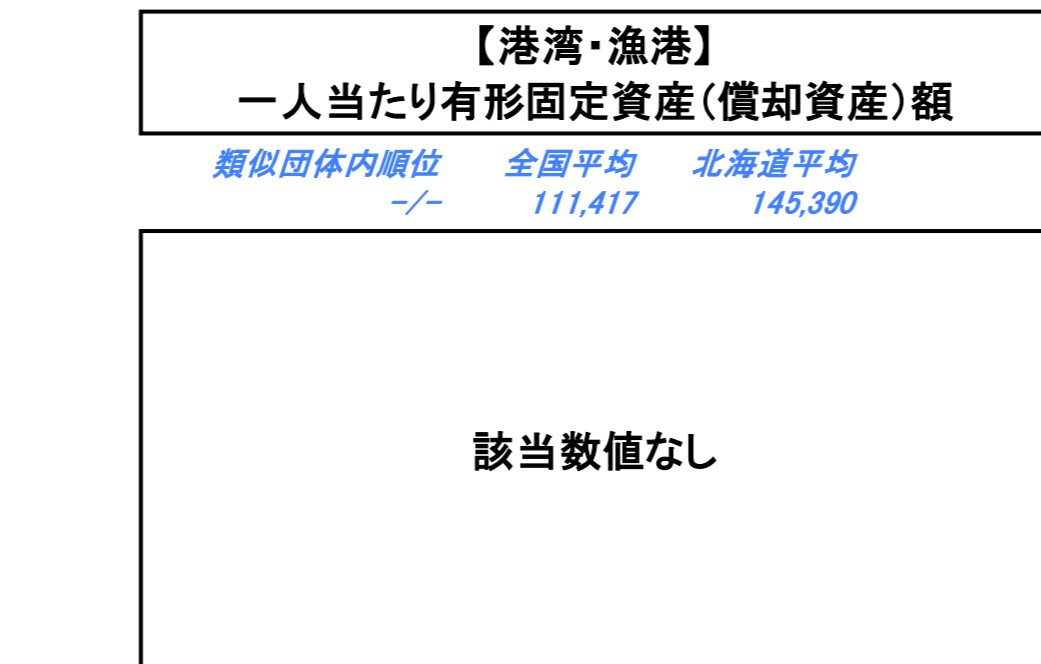 【港湾・漁港】
一人当たり有形固定資産(償却資産)額
類似団体内順位 全国平均 北海道平均
-/- 111,417 145,390
該当数値なし